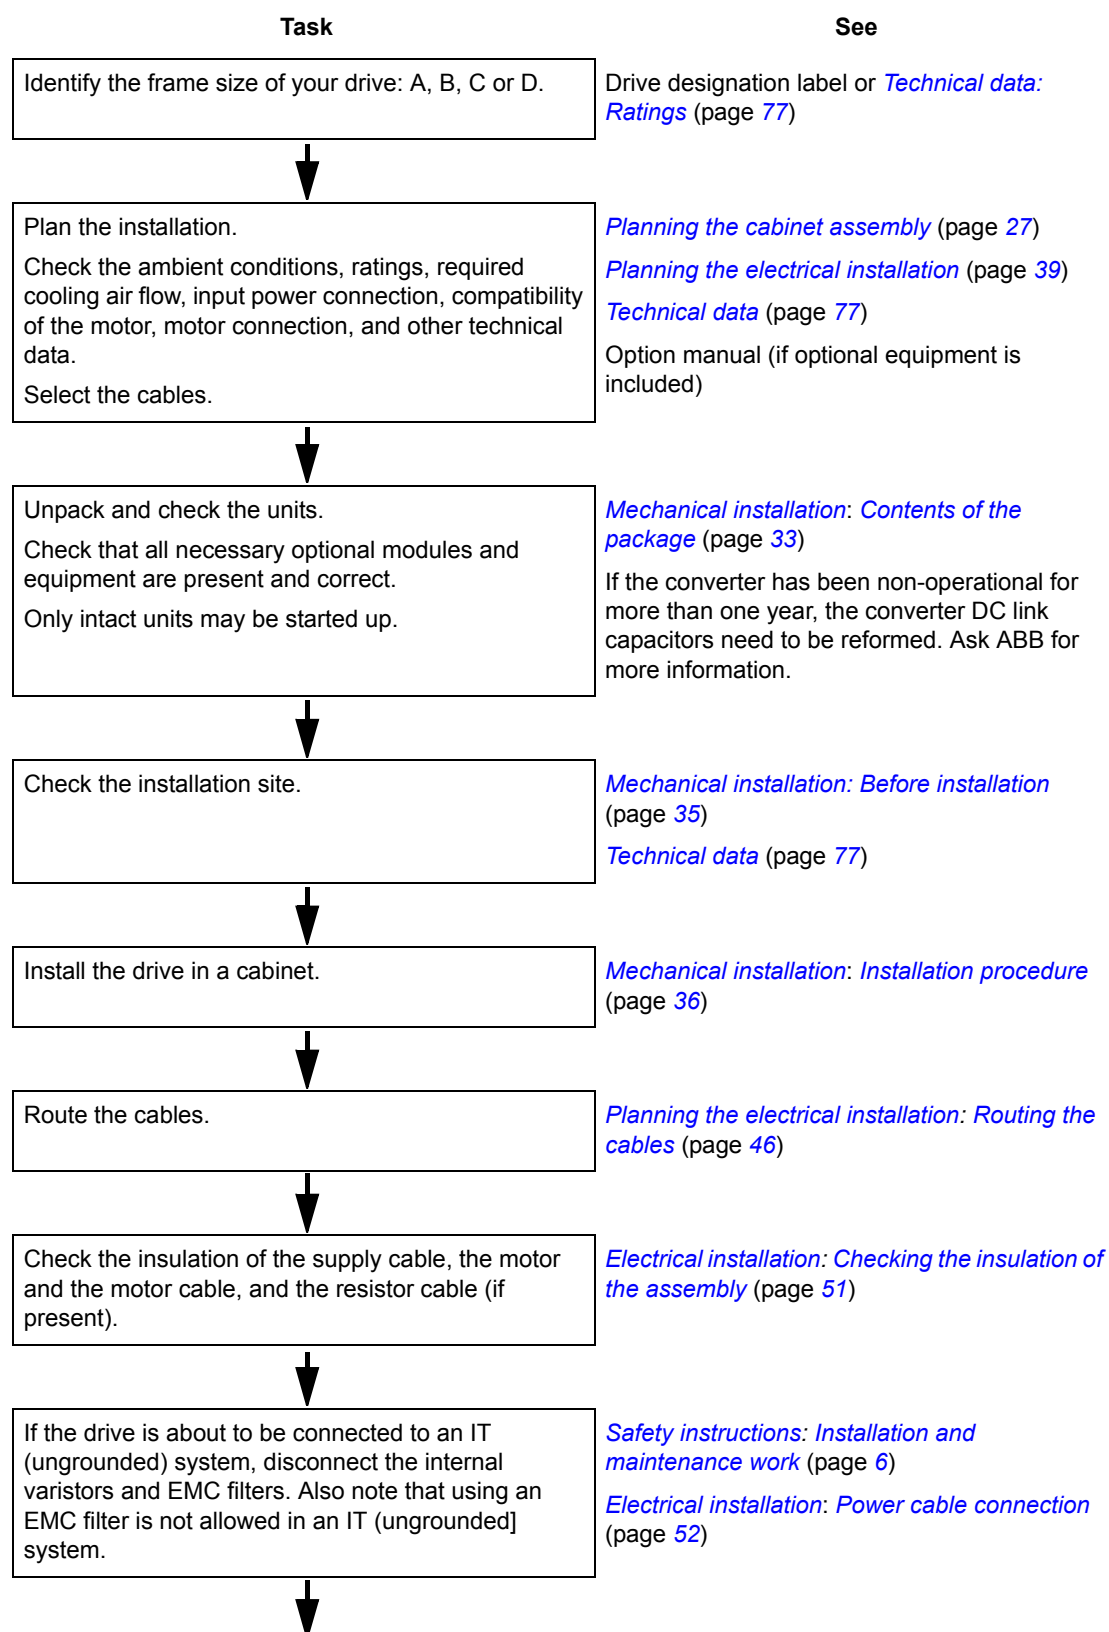 Task See
Identify the frame size of your drive: A, B, C or D.
Drive designation label or Technical data:
Ratings (page 77)
Plan the installation.
Check the ambient conditions, ratings, required
cooling air flow, input power connection, compatibility
of the motor, motor connection, and other technical
data.
Select the cables.
Planning the cabinet assembly (page 27)
Planning the electrical installation (page 39)
Technical data (page 77)
Option manual (if optional equipment is
included)
Unpack and check the units.
Check that all necessary optional modules and
equipment are present and correct.
Only intact units may be started up.
Mechanical installation: Contents of the
package (page 33)
If the converter has been non-operational for
more than one year, the converter DC link
capacitors need to be reformed. Ask ABB for
more information.
Check the installation site.
Mechanical installation: Before installation
(page 35)
Technical data (page 77)
Install the drive in a cabinet.
Mechanical installation: Installation procedure
(page 36)
Route the cables.
Planning the electrical installation: Routing the
cables (page 46)
Check the insulation of the supply cable, the motor
and the motor cable, and the resistor cable (if
present).
Electrical installation: Checking the insulation of
the assembly (page 51)
If the drive is about to be connected to an IT
(ungrounded) system, disconnect the internal
varistors and EMC filters. Also note that using an
EMC filter is not allowed in an IT (ungrounded]
system.
Safety instructions: Installation and
maintenance work (page 6)
Electrical installation: Power cable connection
(page 52)